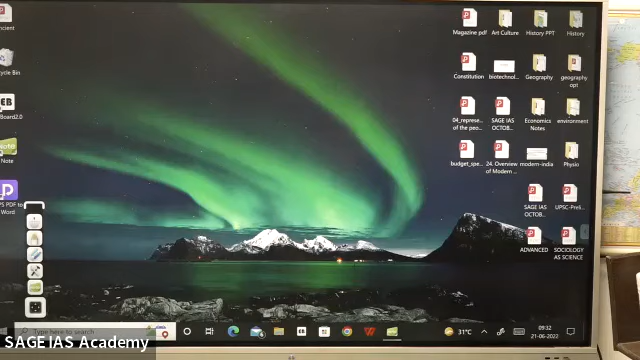 Magazine pdf
Art Culture
History PPT
History
cycle Bin
Constitution
biotechnol...
Geography
geography
opt
EB
Board2.0
04_represe...
of the peo...
SAGE IAS
OCTOB...
Economics
Notes
environment
Note
Note
budget_spe...
24. Overview
of Modern ...
modern-india
Physio
PS PDF to
Word
SAGE IAS
OCTOB...
UPSC-Preli...
ADVANCED
SOCIOLOGY
AS SCIENCE
Type here to search
31°C
09:32
21-06-2022
SAGE IAS Academy